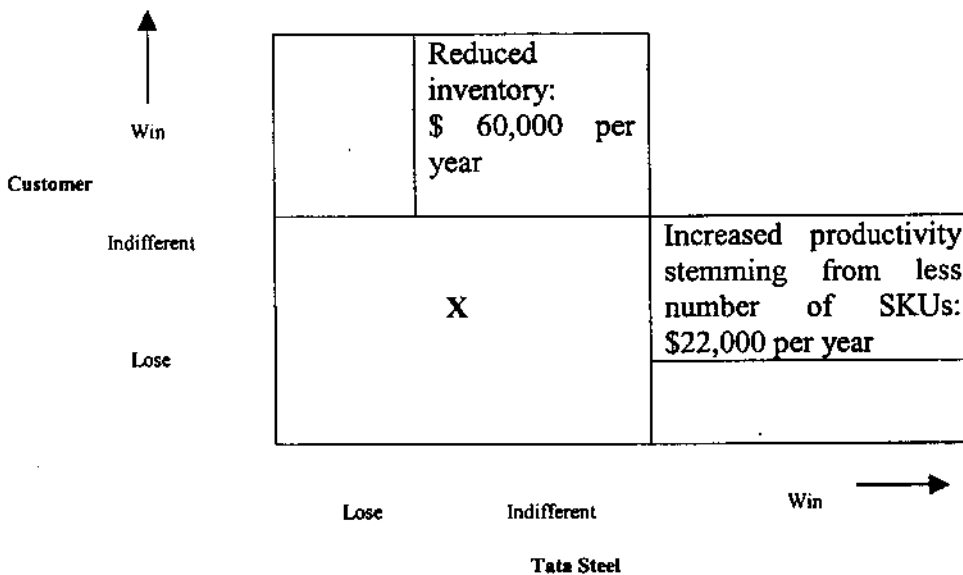 Reduced
inventory:
$ 60,000 per
year
Win
Customer
Indifferent
Increased productivity
stemming from less
number of SKUs:
$22,000 per year
X
Lose
Lose
Indifferent
Win
Tata Steel